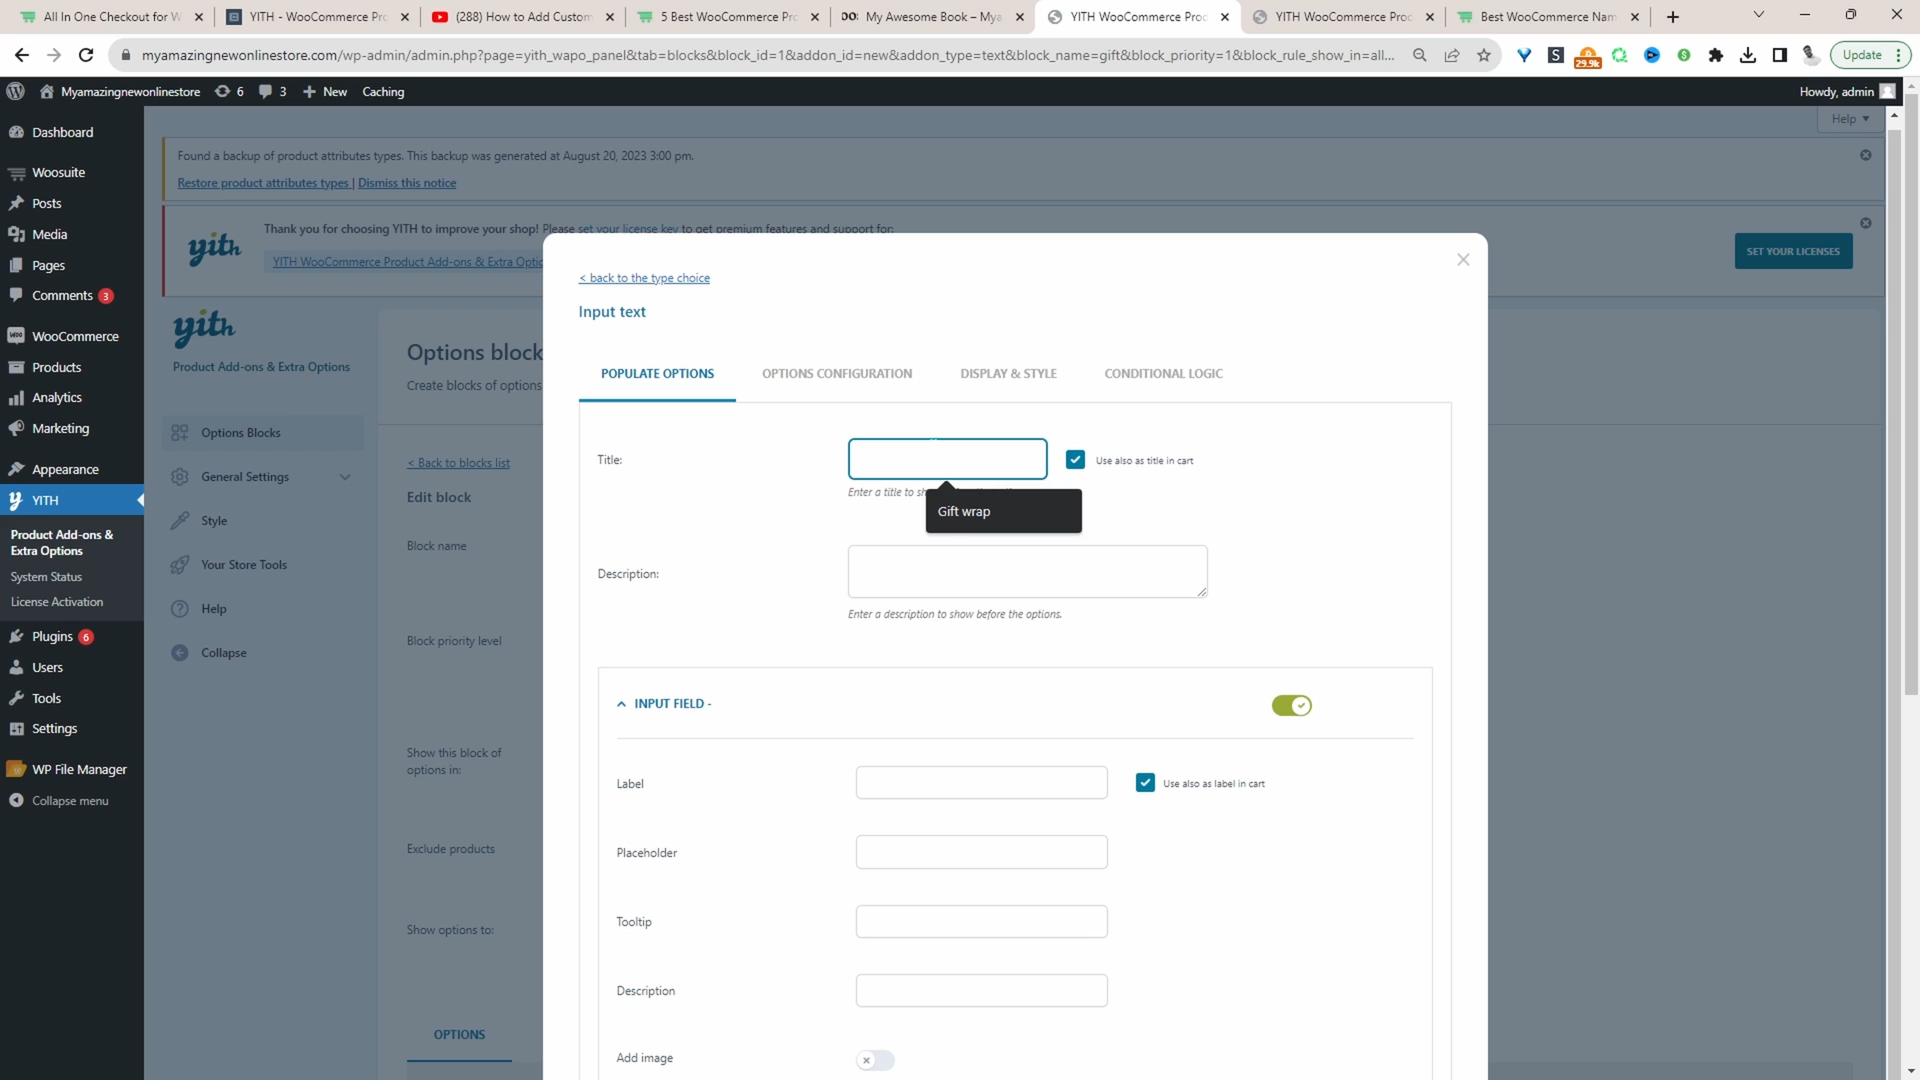 All In One Checkout for W
YITH - WooCommerce Pro
(288) How to Add Custom
5 Best WooCommerce Pro
My Awesome Book – Mya
YITH WooCommerce Prod
YITH WooCommerce Prod
Best WooCommerce Nam
myamazingnewonlinestore.com/wp-admin/admin.php?page=yith_wapo_panel&tab=blocks&block_id=1&addon_id=new&addon_type=text&block_name=gift&block_priority=1&block_rule_show_in=all...
29.9k
Update
Myamazingnewonlinestore
6
3
New
Caching
Howdy, admin
Help
Dashboard
Woosuite
Posts
Media
Pages
Comments 3
WooCommerce
Products
Analytics
Marketing
Appearance
YITH
Product Add-ons &
Extra Options
System Status
License Activation
Plugins 6
Users
Tools
Settings
WP File Manager
Collapse menu
Found a backup of product attributes types. This backup was generated at August 20, 2023 3:00 pm.
Restore product attributes types | Dismiss this notice
yith
Thank you for choosing YITH to improve your shop! Please set your license key to get premium features and support for:
YITH WooCommerce Product Add-ons & Extra Optio
SET YOUR LICENSES
yith
Product Add-ons & Extra Options
Options Blocks
General Settings
Style
Your Store Tools
Help
Collapse
Options block
Create blocks of options
< Back to blocks list
Edit block
Block name
Block priority level
Show this block of
options in:
Exclude products
Show options to:
OPTIONS
< back to the type choice
Input text
POPULATE OPTIONS
OPTIONS CONFIGURATION
DISPLAY & STYLE
CONDITIONAL LOGIC
Title:
Use also as title in cart
Enter a title to sh
Gift wrap
Description:
Enter a description to show before the options.
INPUT FIELD -
Label
Use also as label in cart
Placeholder
Tooltip
Description
Add image